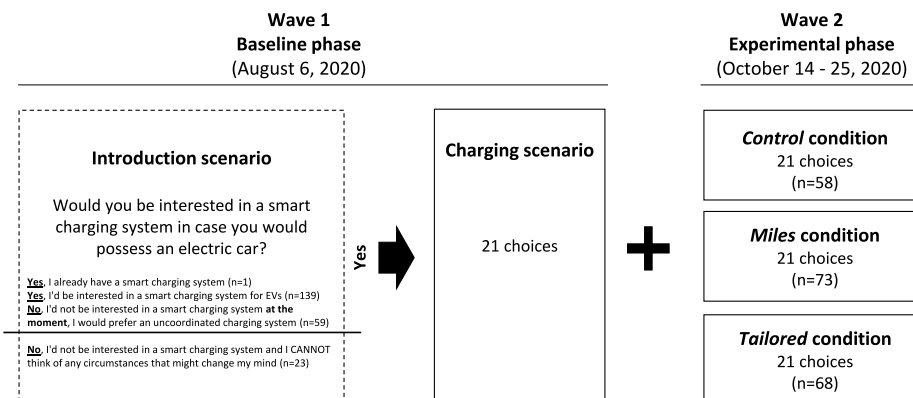 Wave 1
Baseline phase
(August 6, 2020)
Wave 2
Experimental phase
(October 14 - 25, 2020)
Introduction scenario
Would you be interested in a smart
charging system in case you would
possess an electric car?
Yes, I already have a smart charging system (n=1)
Yes, I'd be interested in a smart charging system for EVs (n=139)
No, I'd not be interested in a smart charging system at the
moment, I would prefer an uncoordinated charging system (n=59)
No, I'd not be interested in a smart charging system and I CANNOT
think of any circumstances that might change my mind (n=23)
Yes
Charging scenario
21 choices
Control condition
21 choices
(n=58)
Miles condition
21 choices
(n=73)
Tailored condition
21 choices
(n=68)